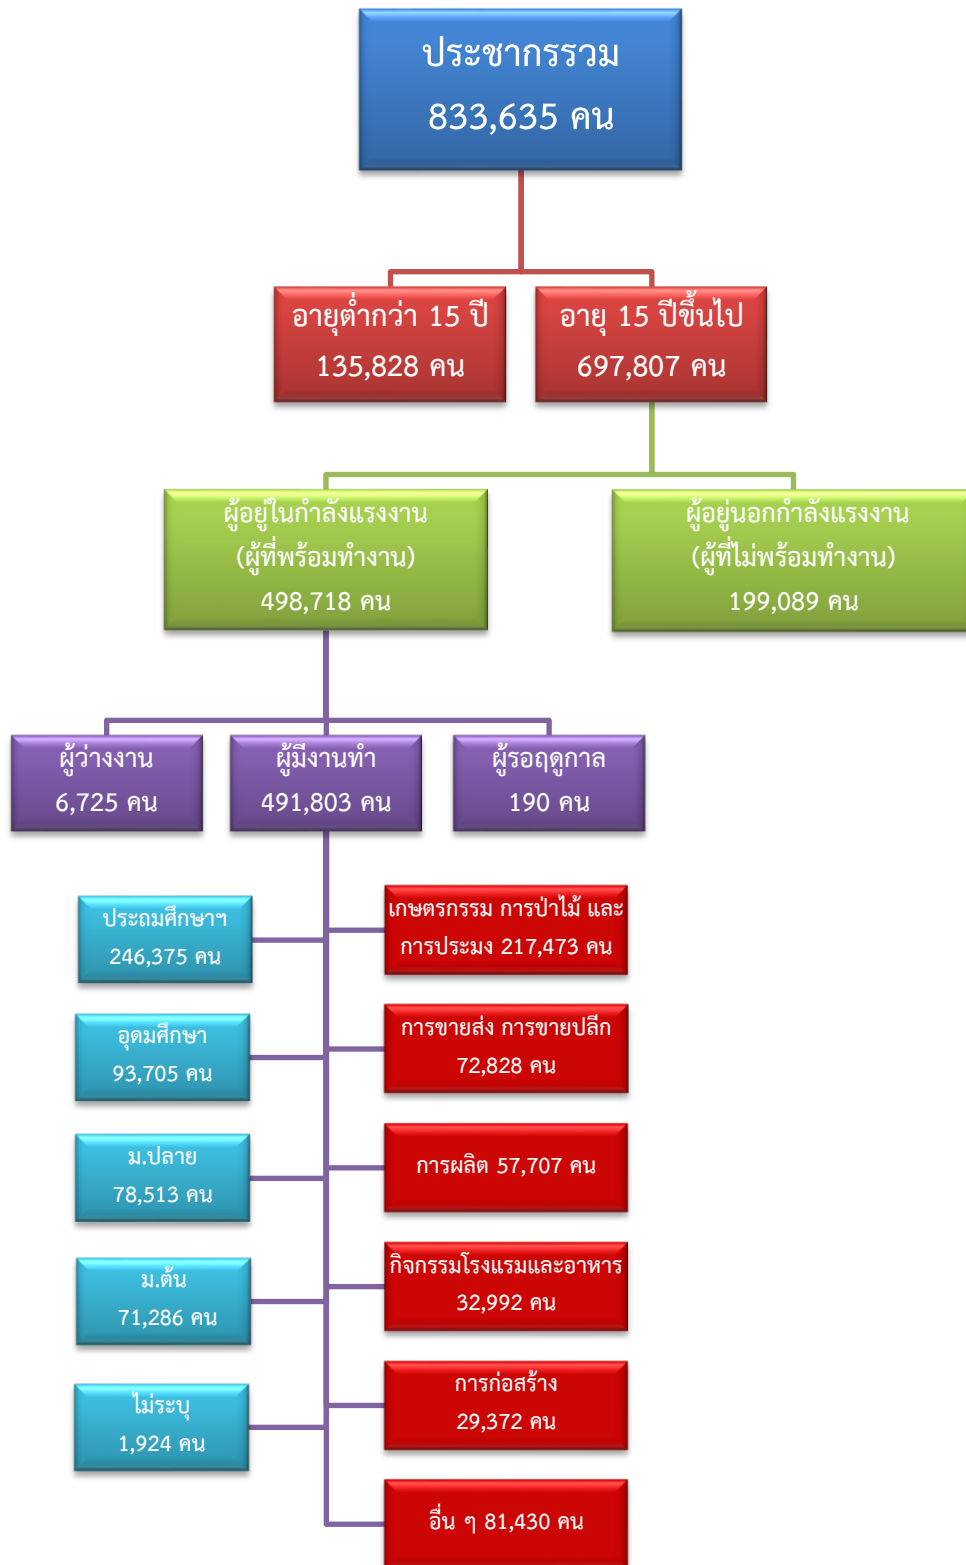 ประชากรรวม
833,635 คน
อายุต่ำกว่า 15 ปี
135,828 คน
อายุ 15 ปีขึ้นไป
697,807 คน
ผู้อยู่ในกำลังแรงงาน
(ผู้ที่พร้อมทำงาน)
498,718 คน
ผู้อยู่นอกกำลังแรงงาน
(ผู้ที่ไม่พร้อมทำงาน)
199,089 คน
ผู้ว่างงาน
6,725 คน
ผู้มีงานทำ
491,803 คน
ผู้รอฤดูกาล
190 คน
ประถมศึกษาฯ
246,375 คน
อุดมศึกษา
93,705 คน
ม.ปลาย
78,513 คน
ม.ต้น
71,286 คน
ไม่ระบุ
1,924 คน
เกษตรกรรม การป่าไม้ และ
การประมง 217,473 คน
การขายส่ง การขายปลีก
72,828 คน
การผลิต 57,707 คน
กิจกรรมโรงแรมและอาหาร
32,992 คน
การก่อสร้าง
29,372 คน
อื่น ๆ 81,430 คน